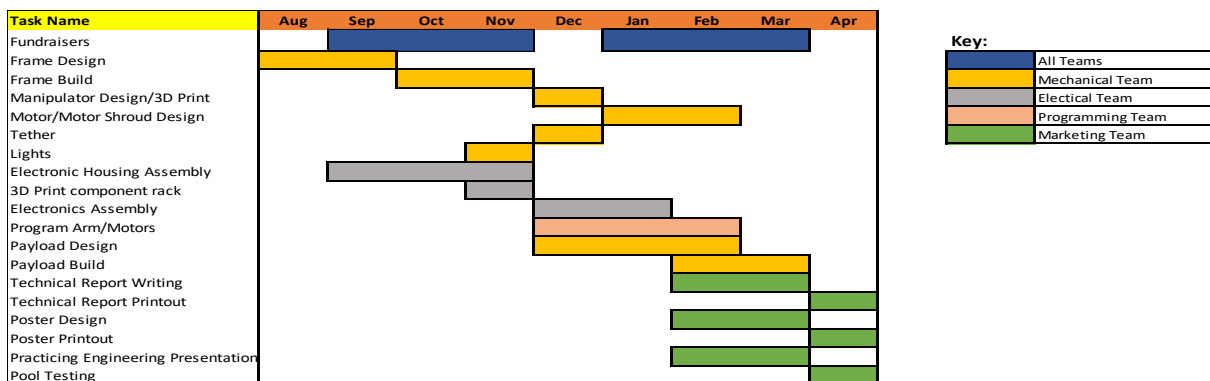 Task Name Aug Sep Oct Nov Dec Jan Feb Mar Apr
Fundraisers
Frame Design
Frame Build
Manipulator Design/3D Print
Motor/Motor Shroud Design
Tether
Lights
Electronic Housing Assembly
3D Print component rack
Electronics Assembly
Program Arm/Motors
Payload Design
Payload Build
Technical Report Writing
Technical Report Printout
Poster Design
Poster Printout
Practicing Engineering Presentation
Pool Testing
Key:
All Teams
Mechanical Team
Electical Team
Programming Team
Marketing Team